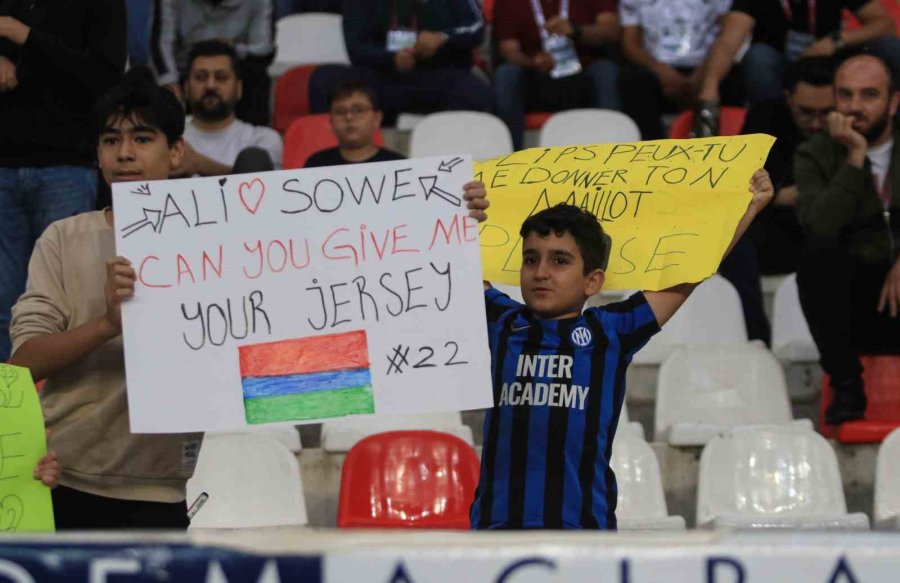 ALI ♡ SOWE
CAN YOU GIVE ME
YOUR JERSEY
#22
PEUX-TU
DONNER TON
MAILLOT
INTER
ACADEMY